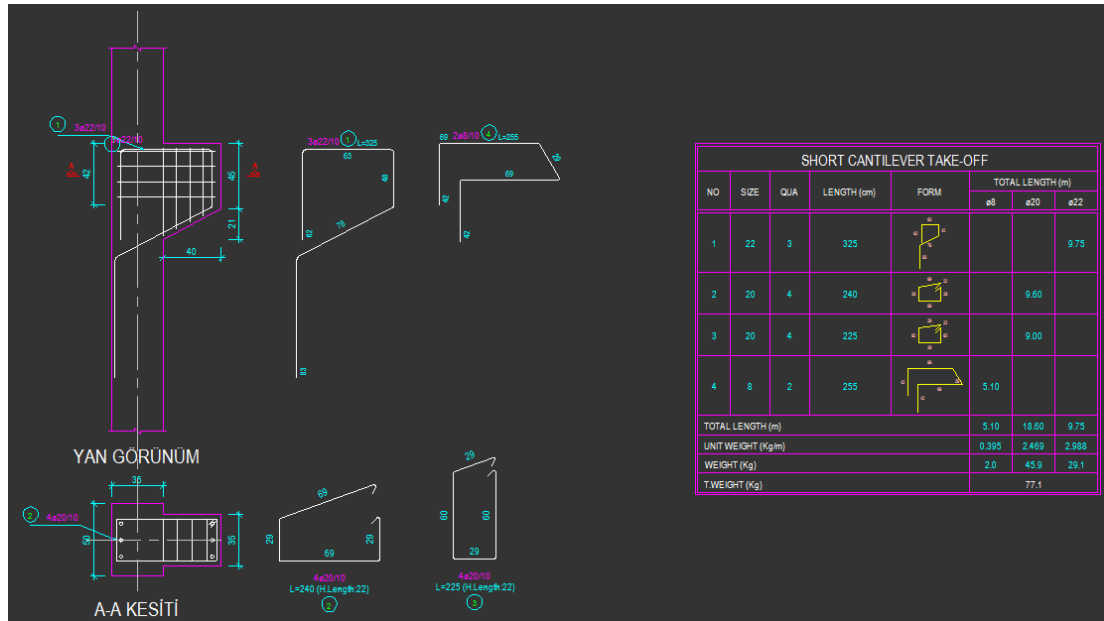 1 3ø22/10
3ø22/10
42
45
21
40
YAN GÖRÜNÜM
3ø22/10 1 L=325
63
48
76
62
83
69 2ø8/10 4 L=255
69
42
42
SHORT CANTILEVER TAKE-OFF
NO SIZE QUA LENGTH (cm) FORM TOTAL LENGTH (m)
ø8 ø20 ø22
1 22 3 325 9.75
2 20 4 240 9.60
3 20 4 225 9.00
4 8 2 255 5.10
TOTAL LENGTH (m) 5.10 18.60 9.75
UNIT WEIGHT (Kg/m) 0.395 2.469 2.988
WEIGHT (Kg) 2.0 45.9 29.1
T.WEIGHT (Kg) 77.1
35
2 4ø20/10
50
35
A-A KESİTİ
69
29
29
69
4ø20/10
L=240 (H.Length:22)
2
29
60
60
29
4ø20/10
L=225 (H.Length:22)
3